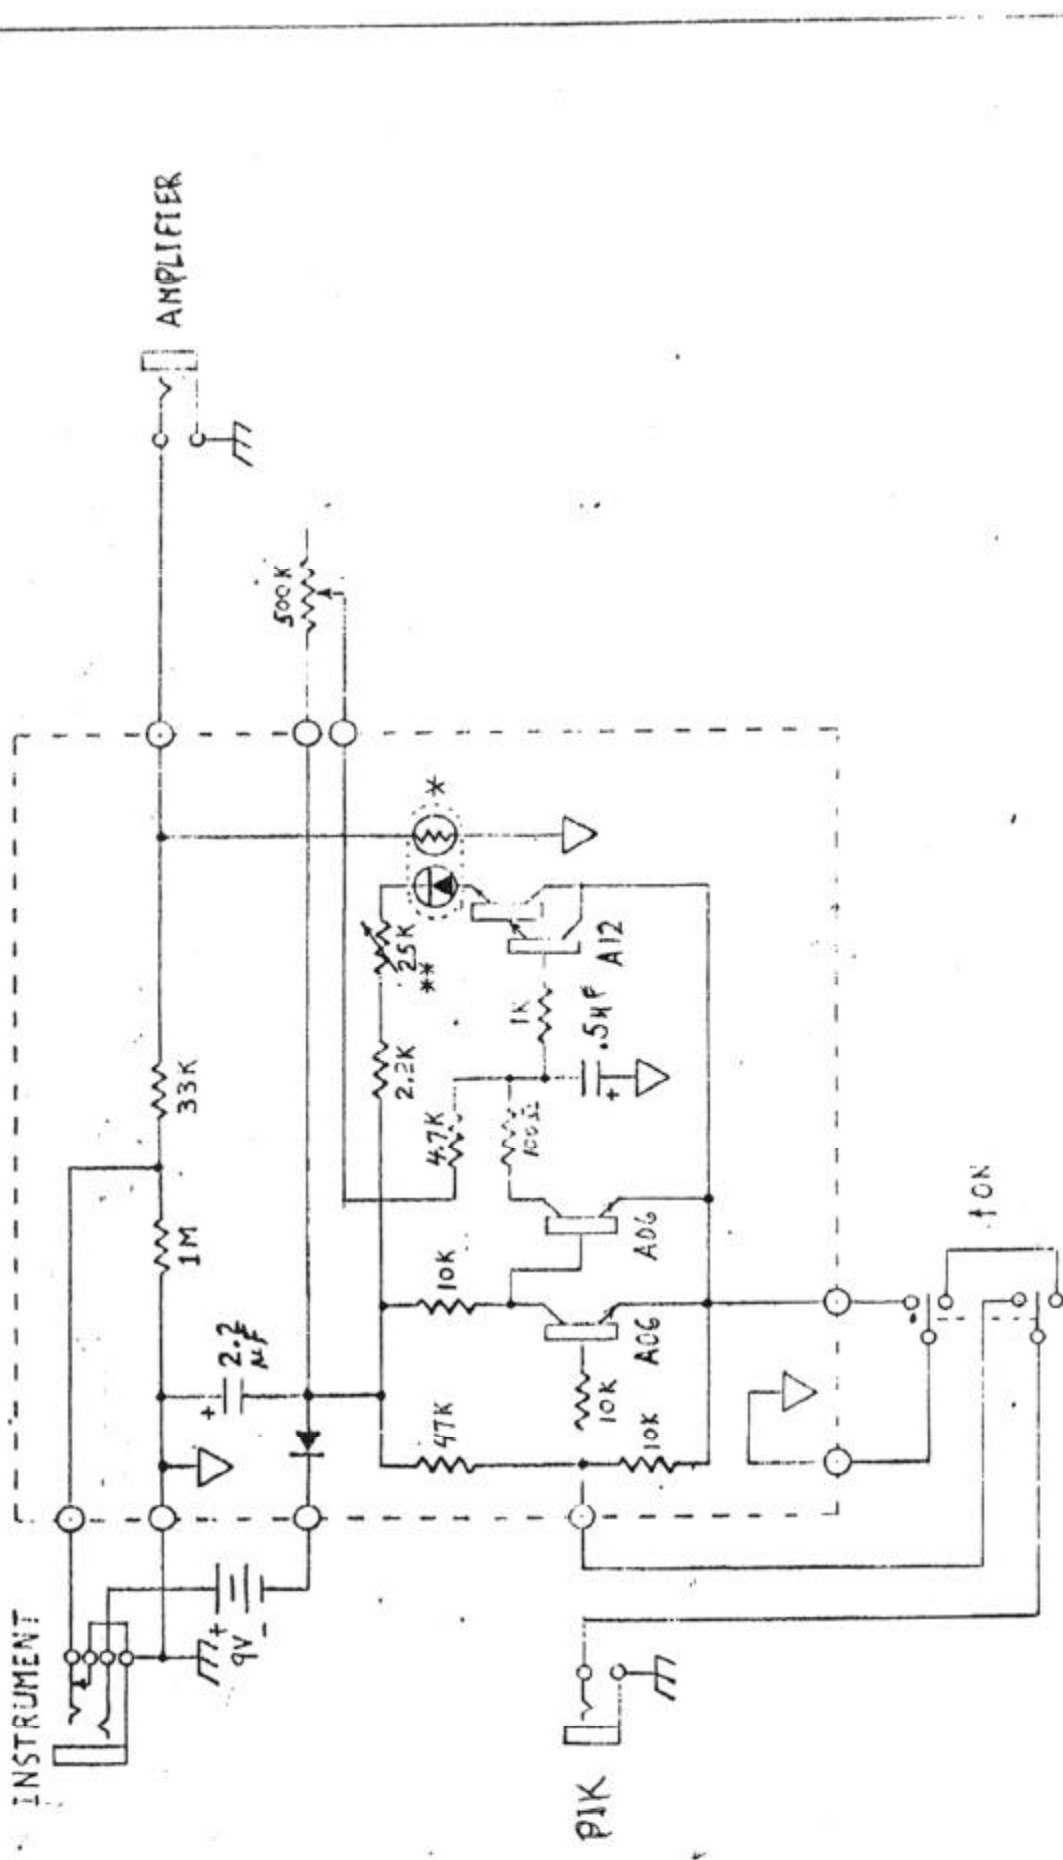 INSTRUMENT
AMPLIFIER
1M
33K
500K
+
2.2
µF
+
9V
-
47K
10K
4.7K
2.2K
25K
**
*
100Ω
1K
.5µF
+
10K
10K
A06
A06
A12
PIK
ON